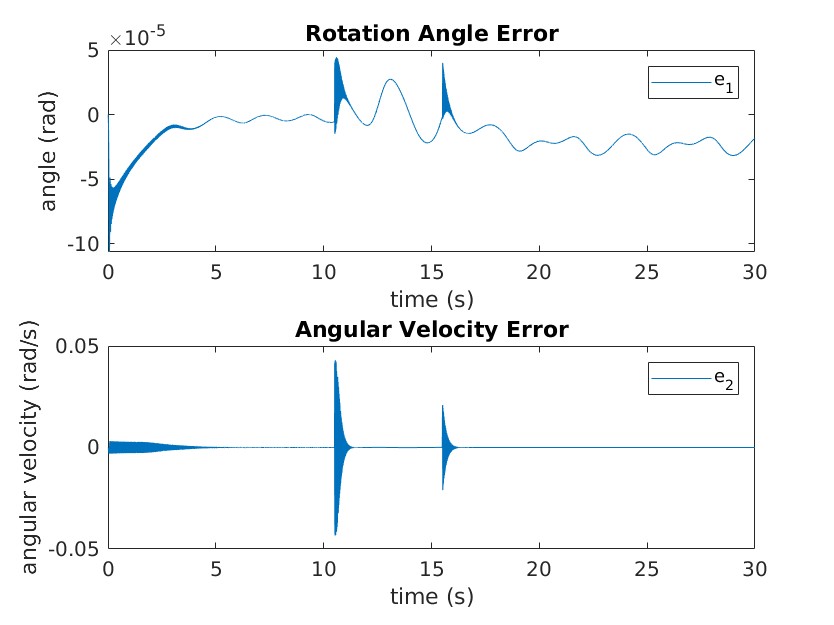 Rotation Angle Error
×10-5
5
0
-5
-10
angle (rad)
e1
0 5 10 15 20 25 30
time (s)
Angular Velocity Error
0.05
0
-0.05
angular velocity (rad/s)
e2
0 5 10 15 20 25 30
time (s)